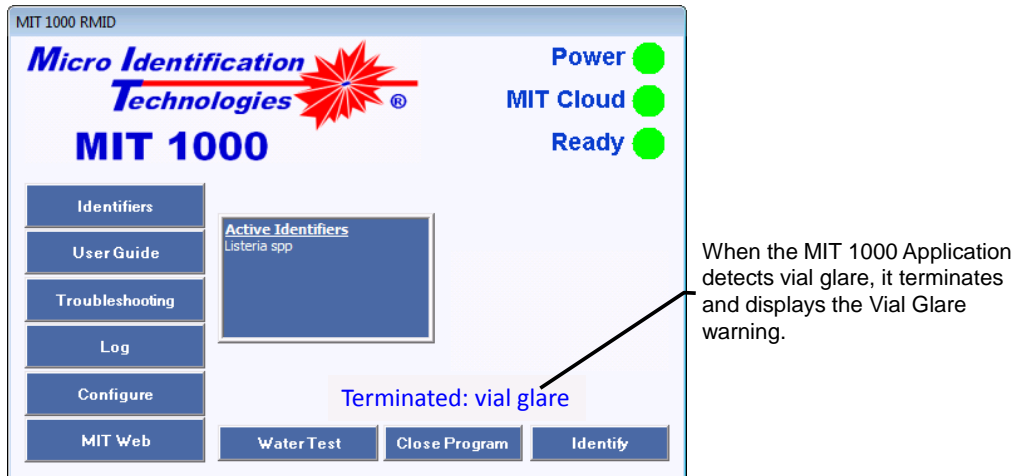 MIT 1000 RMID
Micro Identification
Technologies ®
MIT 1000
Power
MIT Cloud
Ready
Identifiers
User Guide
Troubleshooting
Log
Configure
MIT Web
Active Identifiers
Listeria spp
Terminated: vial glare
Water Test
Close Program
Identify
When the MIT 1000 Application
detects vial glare, it terminates
and displays the Vial Glare
warning.